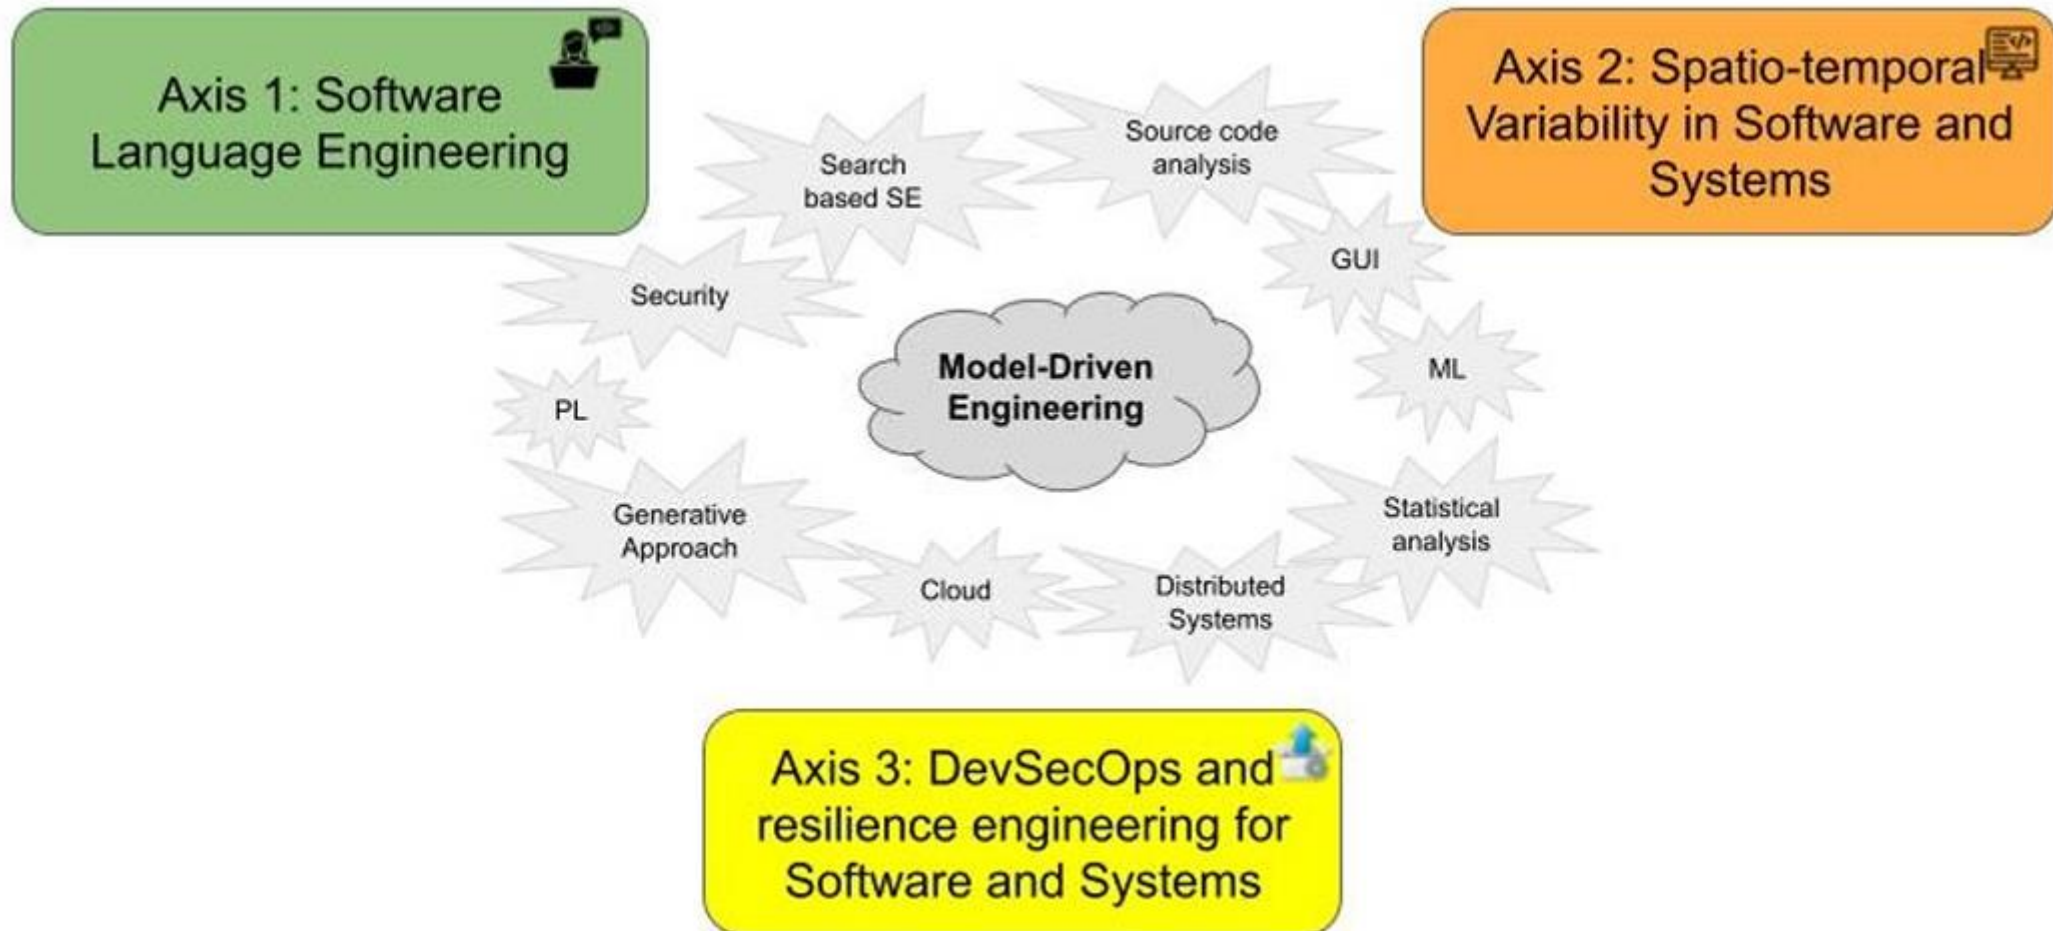 Axis 1: Software
Language Engineering
Axis 2: Spatio-temporal
Variability in Software and
Systems
Source code
analysis
Search
based SE
GUI
Security
Model-Driven
Engineering
ML
PL
Generative
Approach
Statistical
analysis
Cloud
Distributed
Systems
Axis 3: DevSecOps and
resilience engineering for
Software and Systems